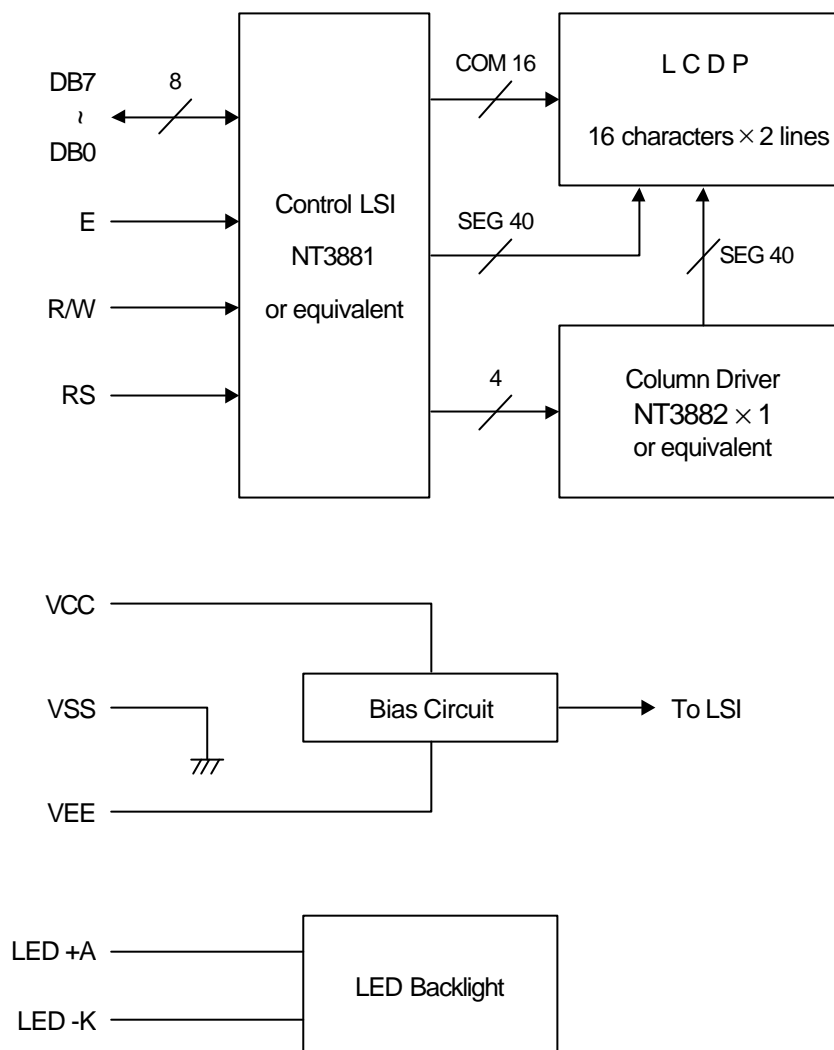 DB7
~
DB0
8
E
R/W
RS
Control LSI
NT3881
or equivalent
COM 16
SEG 40
4
L C D P
16 characters × 2 lines
SEG 40
Column Driver
NT3882 × 1
or equivalent
VCC
VSS
VEE
Bias Circuit
To LSI
LED +A
LED -K
LED Backlight